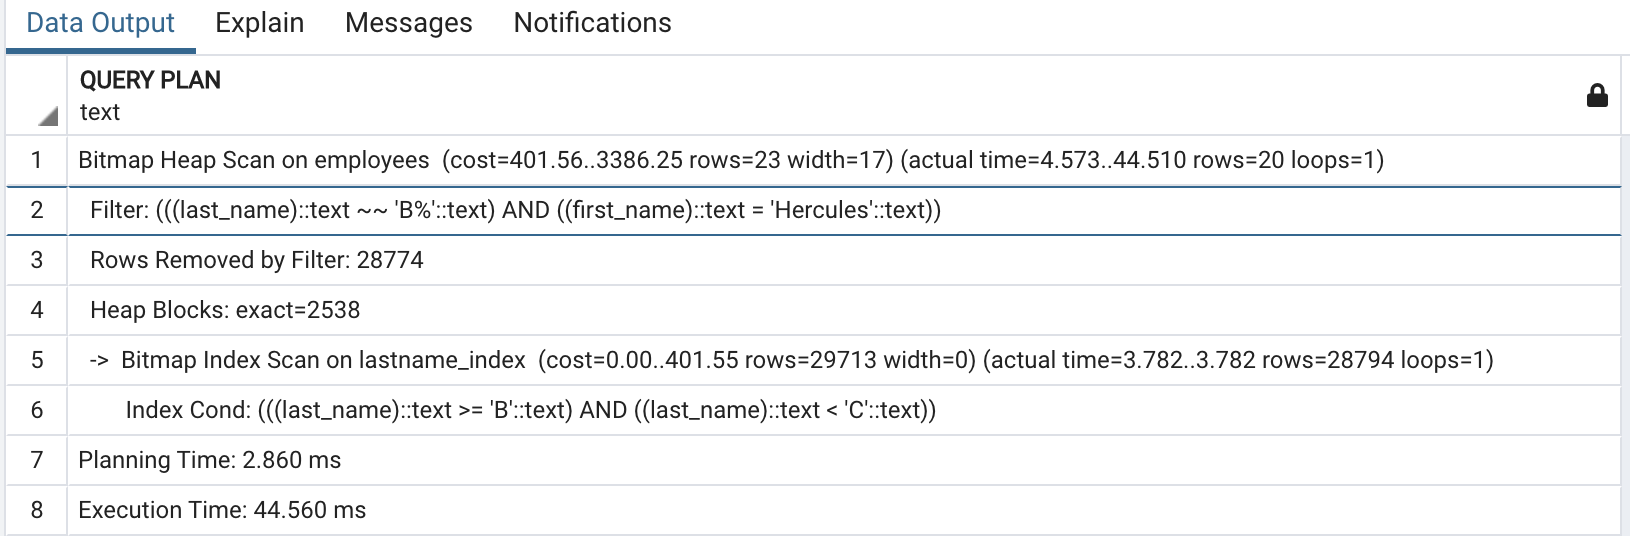 Data Output Explain Messages Notifications
QUERY PLAN
text
1 Bitmap Heap Scan on employees (cost=401.56..3386.25 rows=23 width=17) (actual time=4.573..44.510 rows=20 loops=1)
2 Filter: (((last_name)::text ~~ 'B%'::text) AND ((first_name)::text = 'Hercules'::text))
3 Rows Removed by Filter: 28774
4 Heap Blocks: exact=2538
5 -> Bitmap Index Scan on lastname_index (cost=0.00..401.55 rows=29713 width=0) (actual time=3.782..3.782 rows=28794 loops=1)
6 Index Cond: (((last_name)::text >= 'B'::text) AND ((last_name)::text < 'C'::text))
7 Planning Time: 2.860 ms
8 Execution Time: 44.560 ms